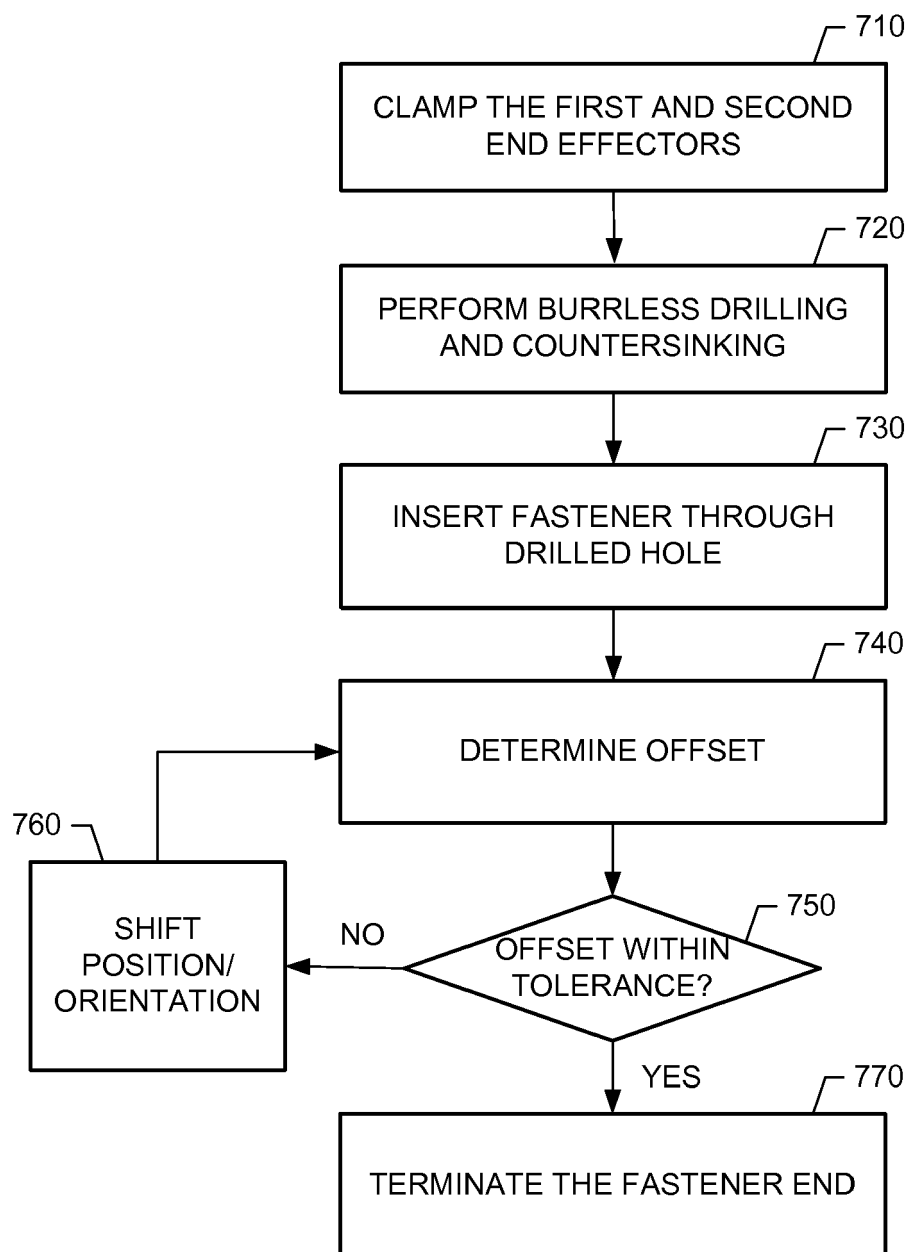 710
CLAMP THE FIRST AND SECOND
END EFFECTORS
720
PERFORM BURRLESS DRILLING
AND COUNTERSINKING
730
INSERT FASTENER THROUGH
DRILLED HOLE
740
DETERMINE OFFSET
750
OFFSET WITHIN
TOLERANCE?
NO
760
SHIFT
POSITION/
ORIENTATION
YES
770
TERMINATE THE FASTENER END